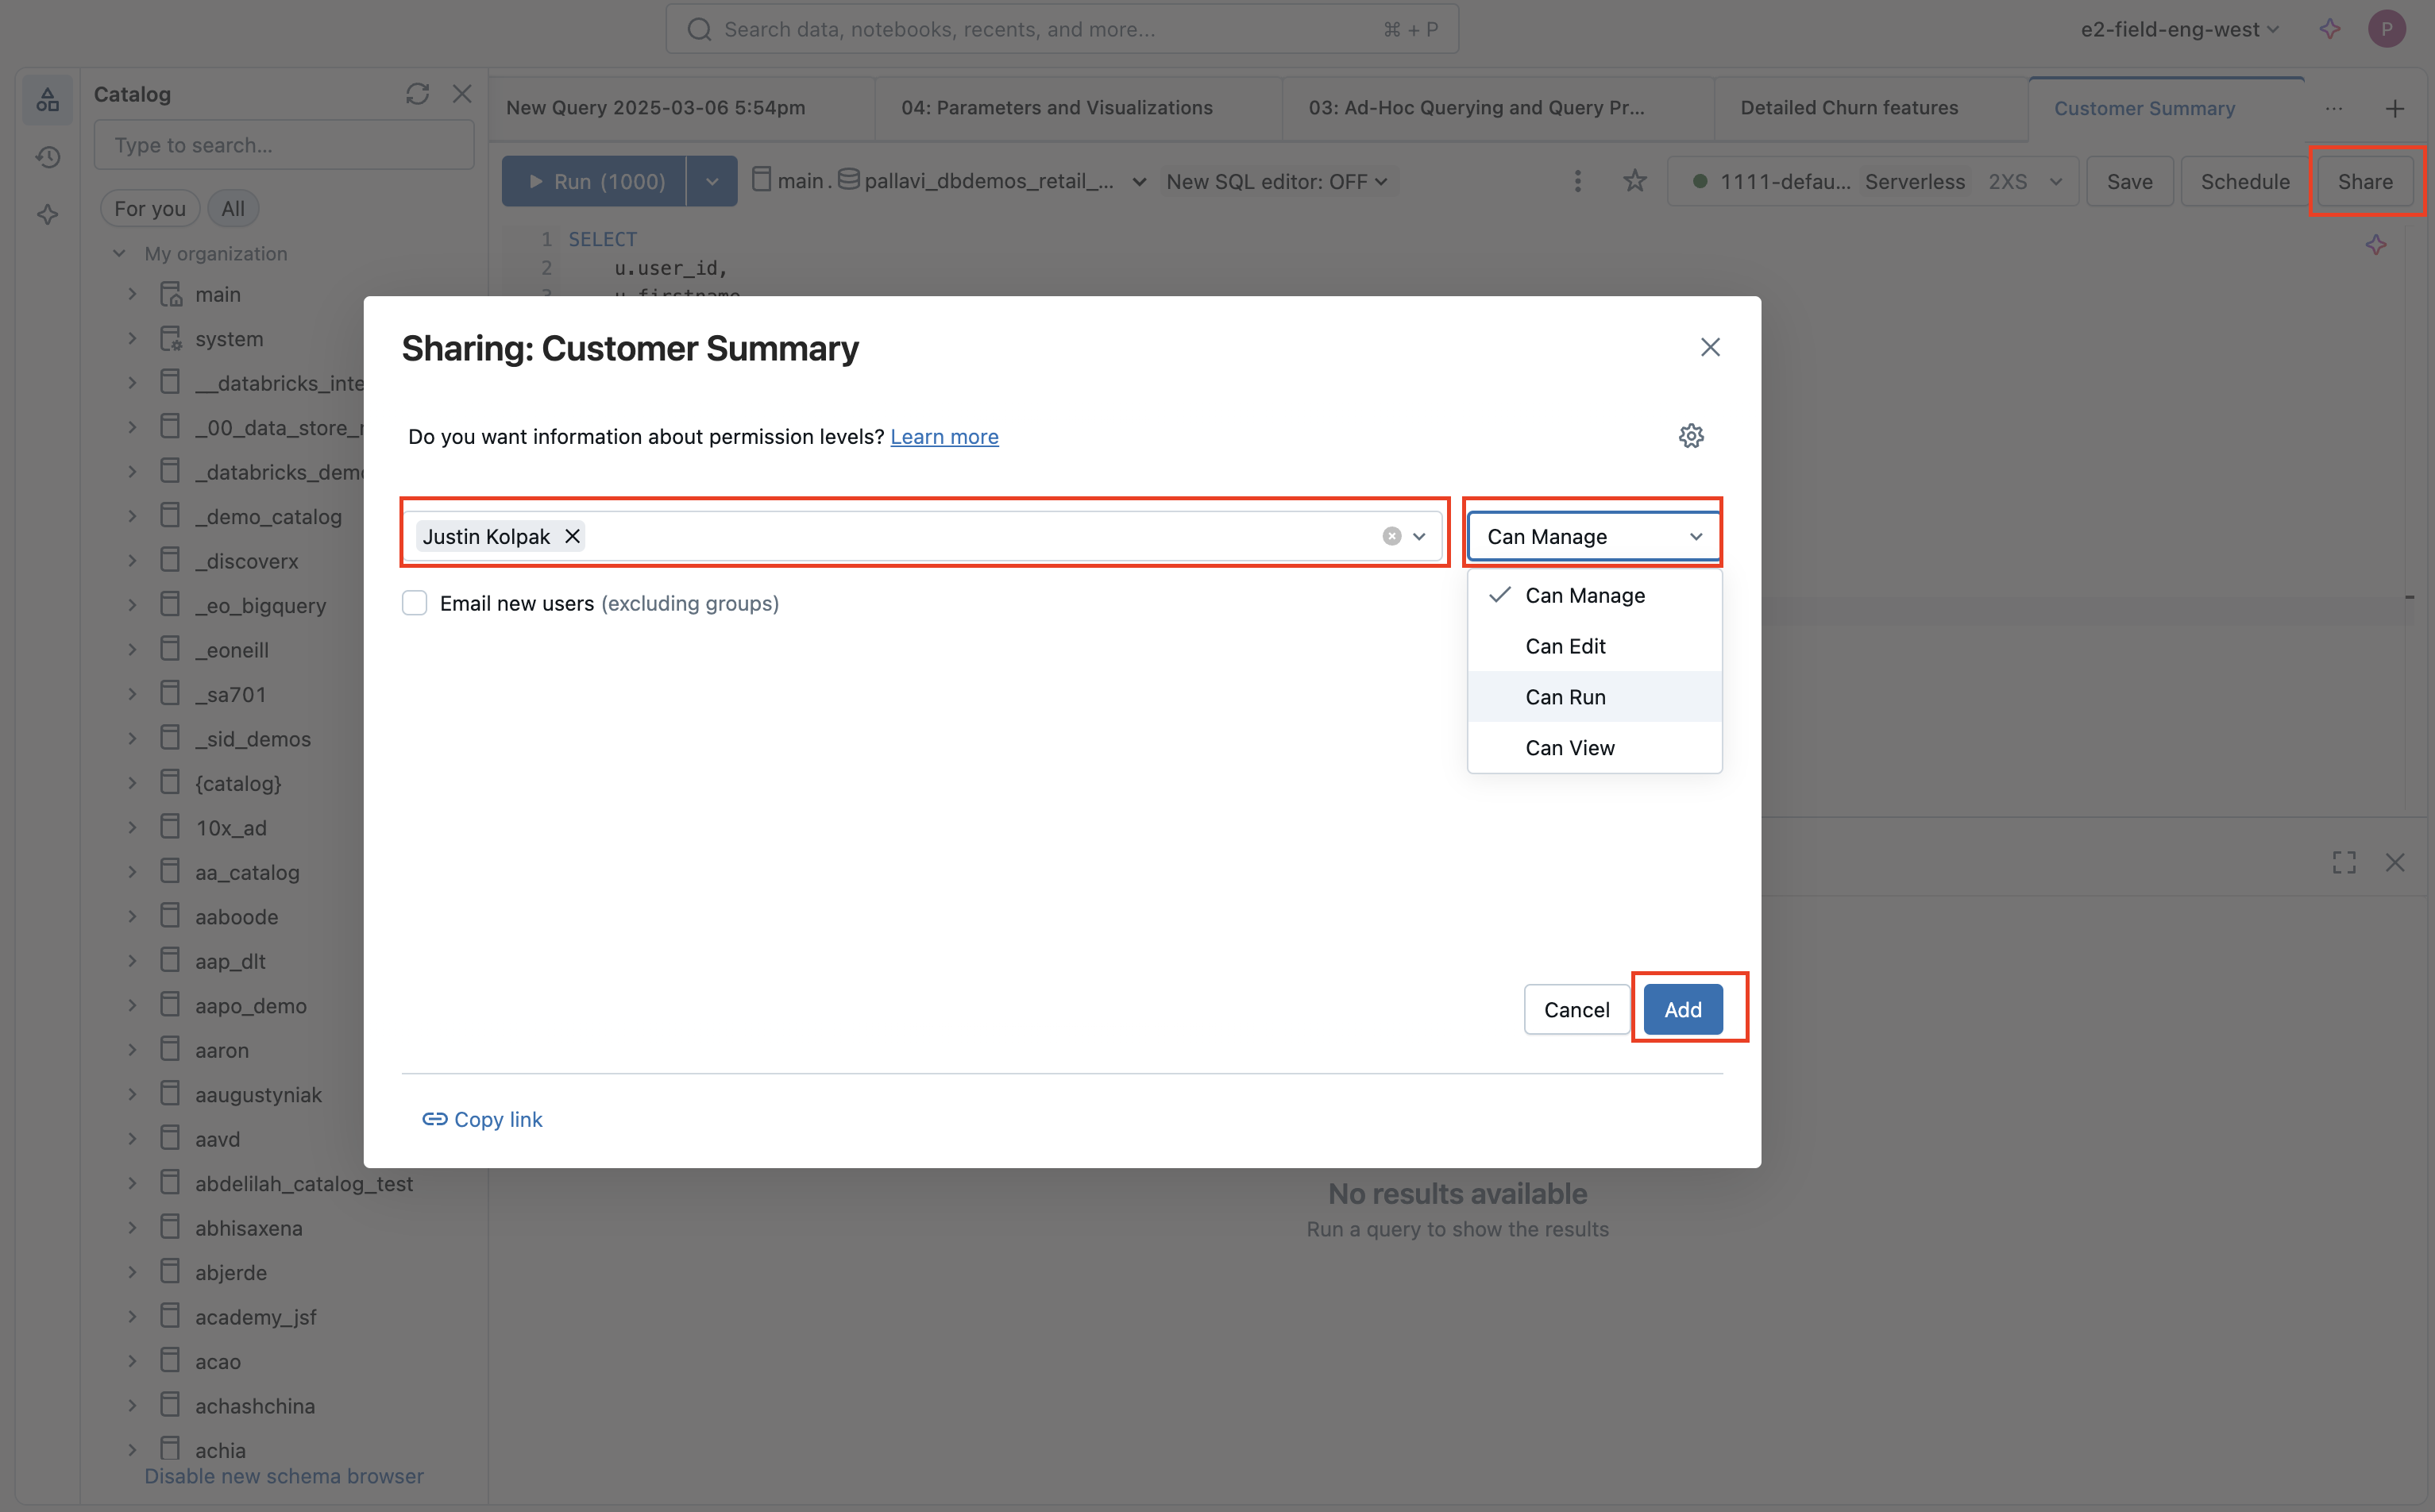 Search data, notebooks, recents, and more...
⌘ + P
e2-field-eng-west
P
Catalog
Type to search...
For you
All
My organization
main
system
__databricks_inte
_00_data_store_r
_databricks_demo
_demo_catalog
_discoverx
_eo_bigquery
_eoneill
_sa701
_sid_demos
{catalog}
10x_ad
aa_catalog
aaboode
aap_dlt
aapo_demo
aaron
aaugustyniak
aavd
abdelilah_catalog_test
abhisaxena
abjerde
academy_jsf
acao
achashchina
achia
Disable new schema browser
New Query 2025-03-06 5:54pm
04: Parameters and Visualizations
03: Ad-Hoc Querying and Query Pr...
Detailed Churn features
Customer Summary
Run (1000)
main. pallavi_dbdemos_retail_...
New SQL editor: OFF
1111-defau... Serverless 2XS
Save
Schedule
Share
1 SELECT
2 u.user_id,
3 u.firstname
Sharing: Customer Summary
Do you want information about permission levels? Learn more
Justin Kolpak
Can Manage
Email new users (excluding groups)
Can Manage
Can Edit
Can Run
Can View
Cancel
Add
Copy link
No results available
Run a query to show the results